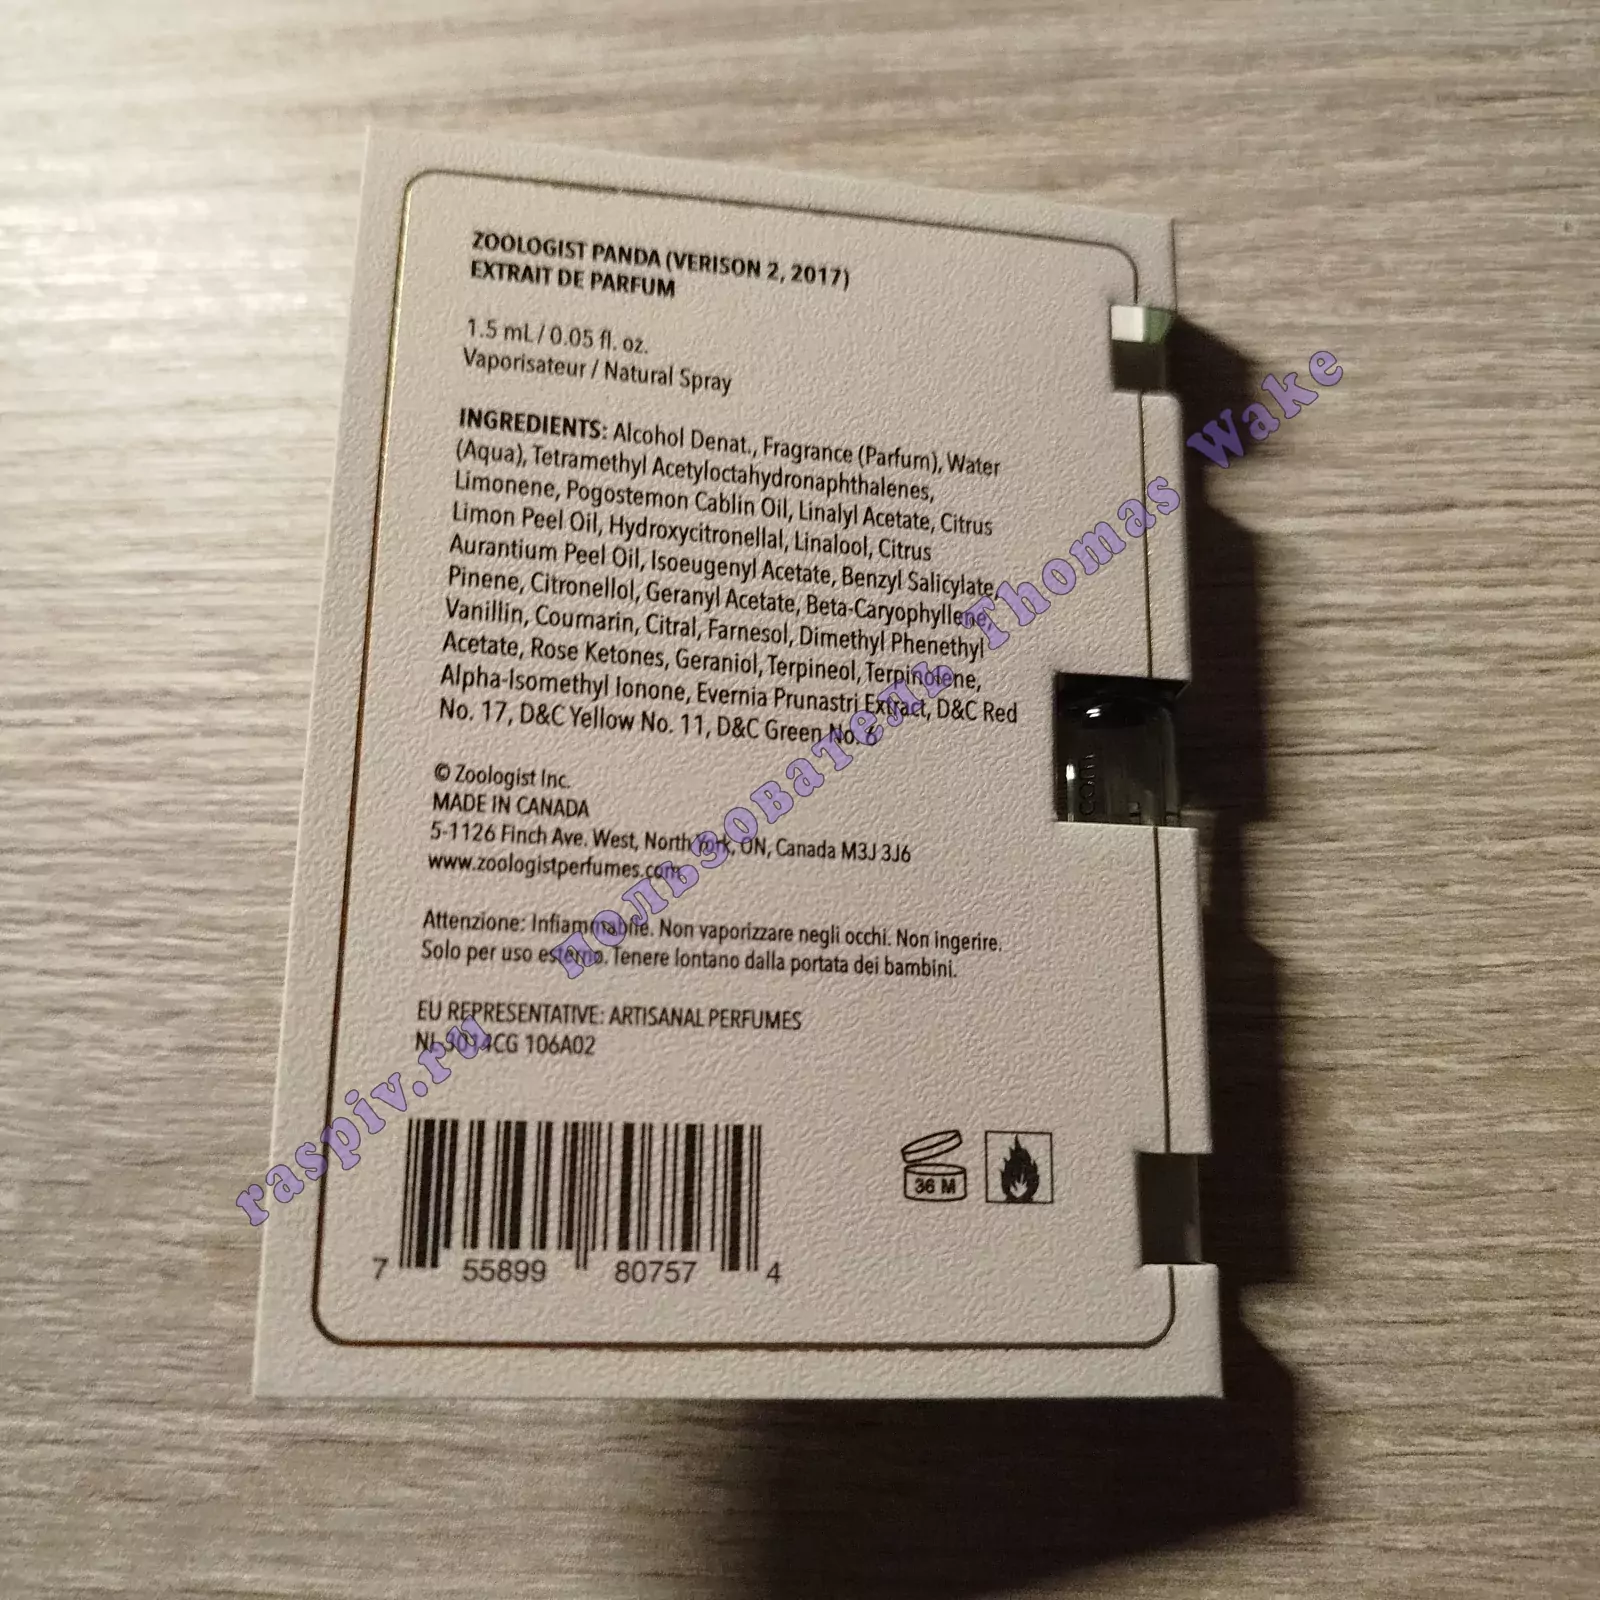 ZOOLOGIST PANDA (VERISON 2, 2017)
EXTRAIT DE PARFUM
1.5 mL / 0.05 fl. oz.
Vaporisateur / Natural Spray
INGREDIENTS: Alcohol Denat., Fragrance (Parfum), Water
(Aqua), Tetramethyl Acetyloctahydronaphthalenes,
Limonene, Pogostemon Cablin Oil, Linalyl Acetate, Citrus
Limon Peel Oil, Hydroxycitronellal, Linalool, Citrus
Aurantium Peel Oil, Isoeugenyl Acetate, Benzyl Salicylate,
Pinene, Citronellol, Geranyl Acetate, Beta-Caryophyllene,
Vanillin, Coumarin, Citral, Farnesol, Dimethyl Phenethyl
Acetate, Rose Ketones, Geraniol, Terpineol, Terpinolene,
Alpha-Isomethyl Ionone, Evernia Prunastri Extract, D&C Red
No. 17, D&C Yellow No. 11, D&C Green No. 6
© Zoologist Inc.
MADE IN CANADA
5-1126 Finch Ave. West, North York, ON, Canada M3J 3J6
www.zoologistperfumes.com
Attenzione: Infiammabile. Non vaporizzare negli occhi. Non ingerire.
Solo per uso esterno. Tenere lontano dalla portata dei bambini.
EU REPRESENTATIVE: ARTISANAL PERFUMES
NL 3014CG 106A02
7 55899 80757 4
36 M
com
raspiv.ru пользователь Thomas Wake